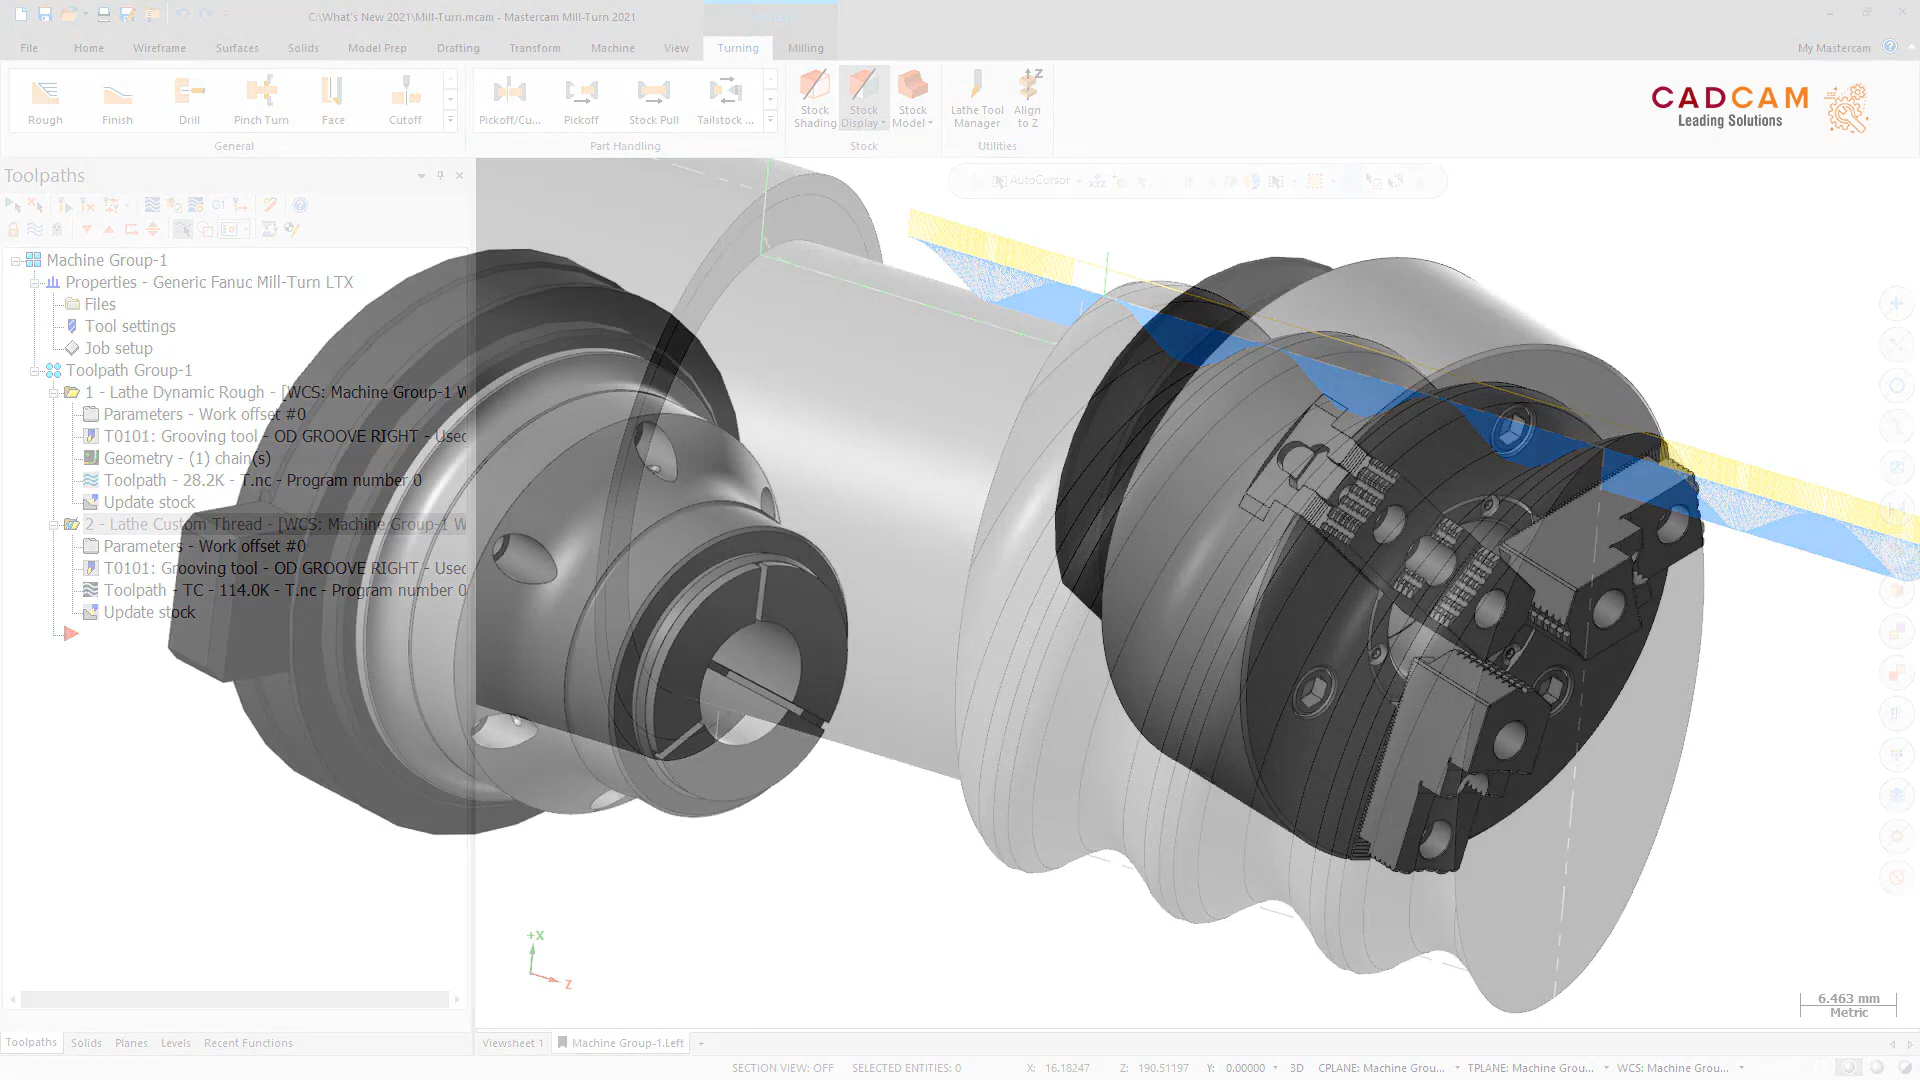 C:\What's New 2021\Mill-Turn.mcam - Mastercam Mill-Turn 2021
File Home Wireframe Surfaces Solids Model Prep Drafting Transform Machine View Turning Milling My Mastercam
Rough Finish Drill Pinch Turn Face Cutoff
General
Pickoff/Cu... Pickoff Stock Pull Tailstock ...
Part Handling
Stock Shading Stock Display Stock Model
Stock
Lathe Tool Manager Align to Z
Utilities
CADCAM
Leading Solutions
Toolpaths
AutoCursor
Machine Group-1
Properties - Generic Fanuc Mill-Turn LTX
Files
Tool settings
Job setup
Toolpath Group-1
1 - Lathe Dynamic Rough - [WCS: Machine Group-1 W
Parameters - Work offset #0
T0101: Grooving tool - OD GROOVE RIGHT - Used
Geometry - (1) chain(s)
Toolpath - 28.2K - T.nc - Program number 0
Update stock
2 - Lathe Custom Thread - [WCS: Machine Group-1 W
Parameters - Work offset #0
T0101: Grooving tool - OD GROOVE RIGHT - Used
Toolpath - TC - 114.0K - T.nc - Program number 0
Update stock
+X
Z
6.463 mm
Metric
Toolpaths Solids Planes Levels Recent Functions
Viewsheet 1 Machine Group-1.Left +
SECTION VIEW: OFF SELECTED ENTITIES: 0 X: 16.18247 Z: 190.51197 Y: 0.00000 3D CPLANE: Machine Grou... TPLANE: Machine Grou... WCS: Machine Grou...